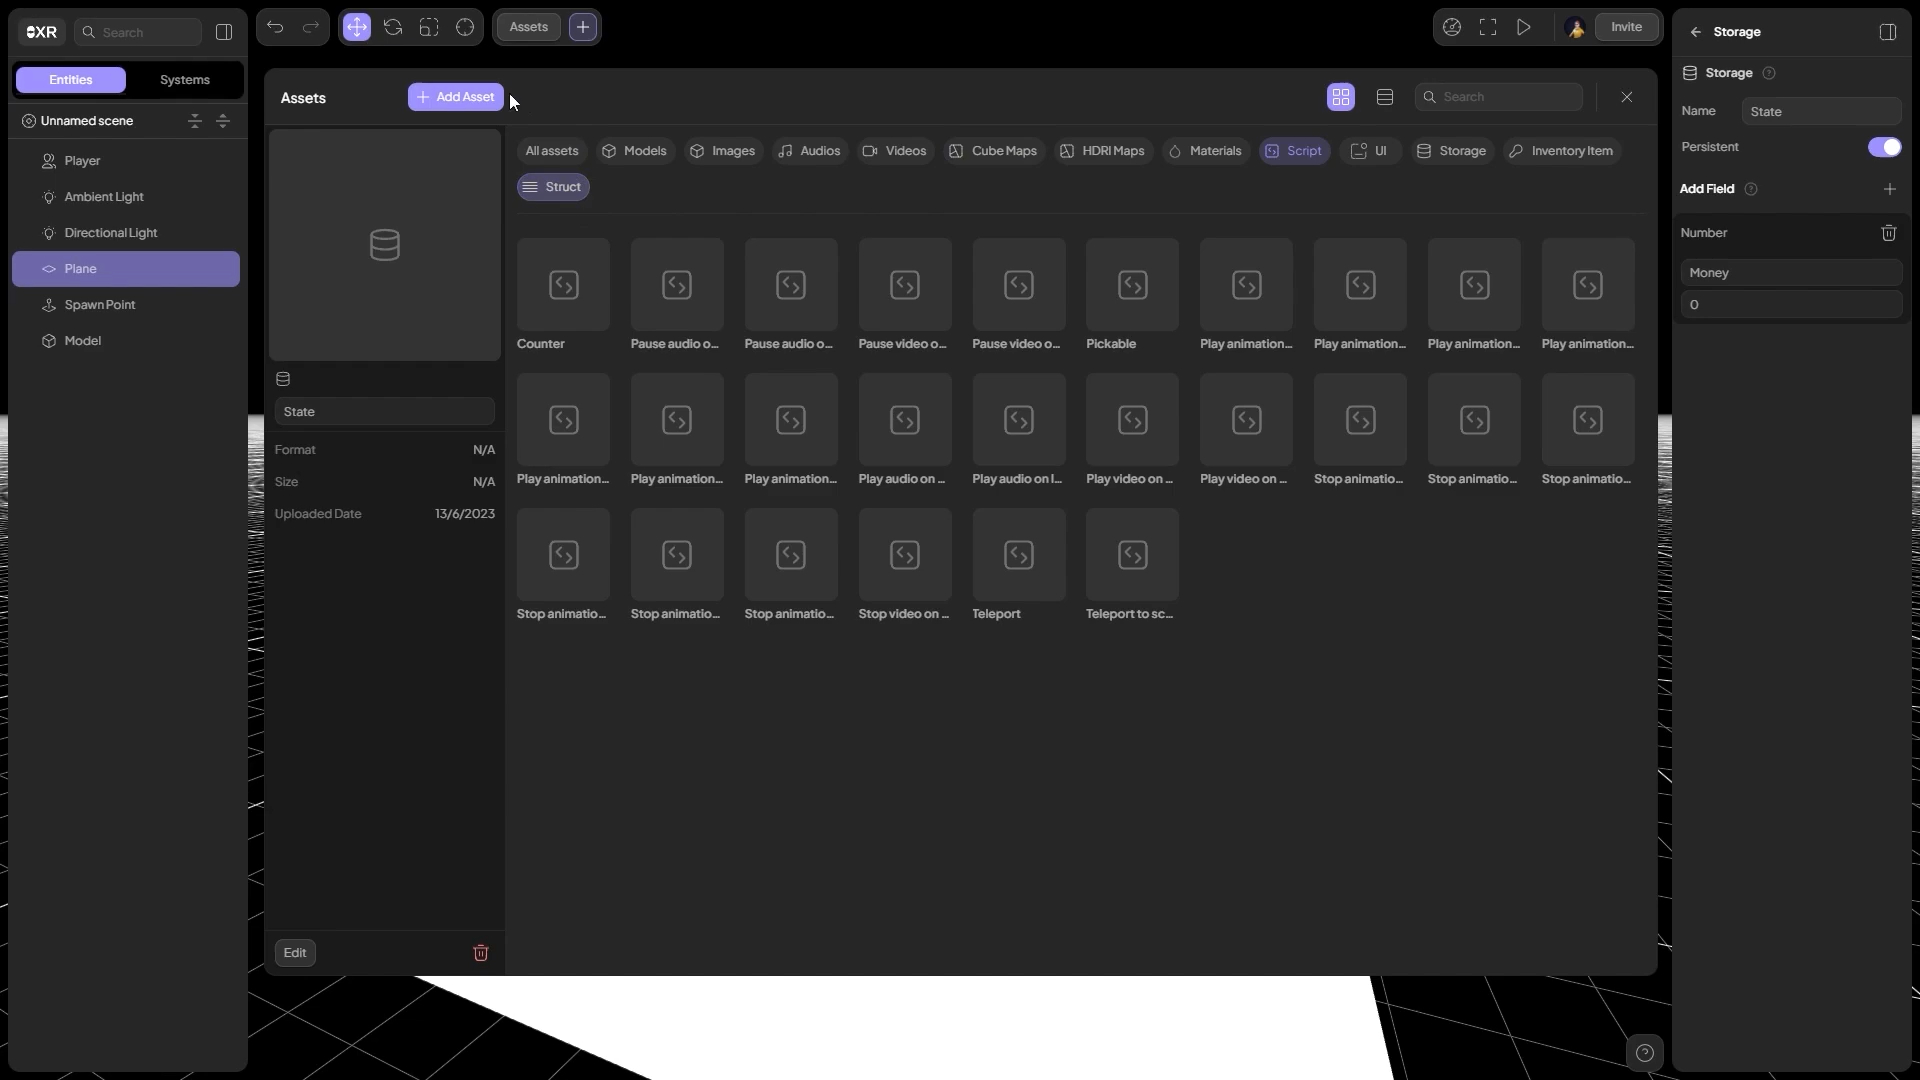 XR
Search
Entities
Systems
Unnamed scene
Player
Ambient Light
Directional Light
Plane
Spawn Point
Model
Assets
Invite
Assets
Add Asset
Search
State
Format N/A
Size N/A
Uploaded Date 13/6/2023
Edit
All assets
Models
Images
Audios
Videos
Cube Maps
HDRI Maps
Materials
Script
UI
Storage
Inventory Item
Struct
Counter
Pause audio o...
Pause audio o...
Pause video o...
Pause video o...
Pickable
Play animation...
Play animation...
Play animation...
Play animation...
Play animation...
Play animation...
Play animation...
Play audio on ...
Play audio on l...
Play video on ...
Play video on ...
Stop animatio...
Stop animatio...
Stop animatio...
Stop animatio...
Stop animatio...
Stop animatio...
Stop video on ...
Teleport
Teleport to sc...
Storage
Storage
Name State
Persistent
Add Field
Number
Money
0